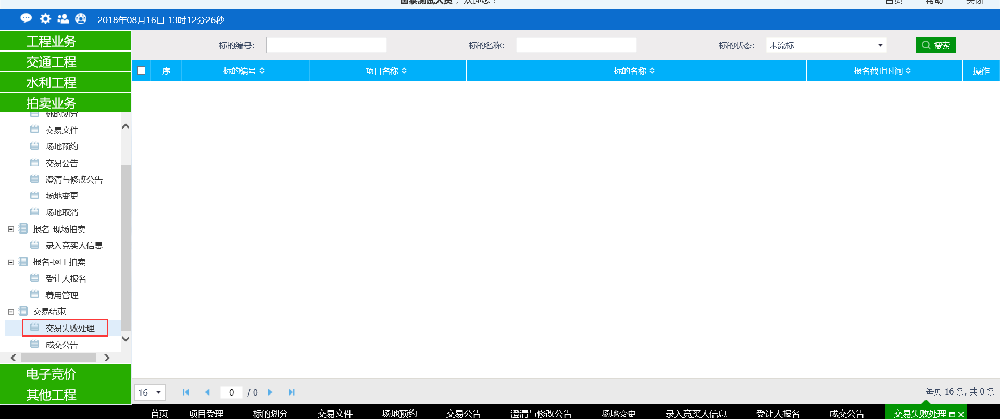 国泰测试人员，欢迎您！
首页 帮助 关闭
2018年08月16日 13时12分26秒
工程业务
交通工程
水利工程
拍卖业务
标的划分
交易文件
场地预约
交易公告
澄清与修改公告
场地变更
场地取消
报名-现场拍卖
录入竞买人信息
报名-网上拍卖
受让人报名
费用管理
交易结束
交易失败处理
成交公告
电子竞价
其他工程
标的编号： 标的名称： 标的状态： 未流标 搜索
序 标的编号 项目名称 标的名称 报名截止时间 操作
16 0 / 0 每页 16 条, 共 0 条
首页 项目受理 标的划分 交易文件 场地预约 交易公告 澄清与修改公告 场地变更 录入竞买人信息 受让人报名 成交公告 交易失败处理